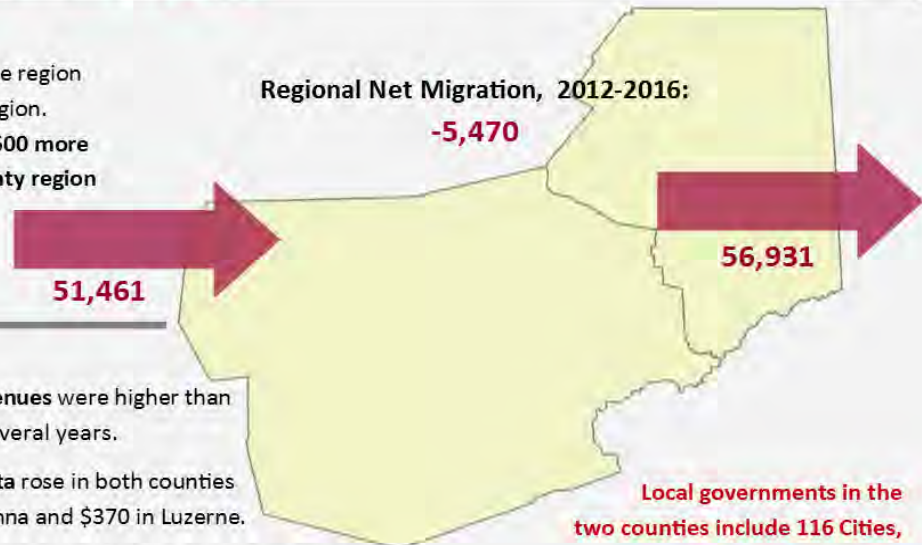 e region
gion.
500 more
nty region
Regional Net Migration, 2012-2016:
-5,470
51,461
56,931
enues were higher than
everal years.
ta rose in both counties
nna and $370 in Luzerne.
Local governments in the
two counties include 116 Cities,